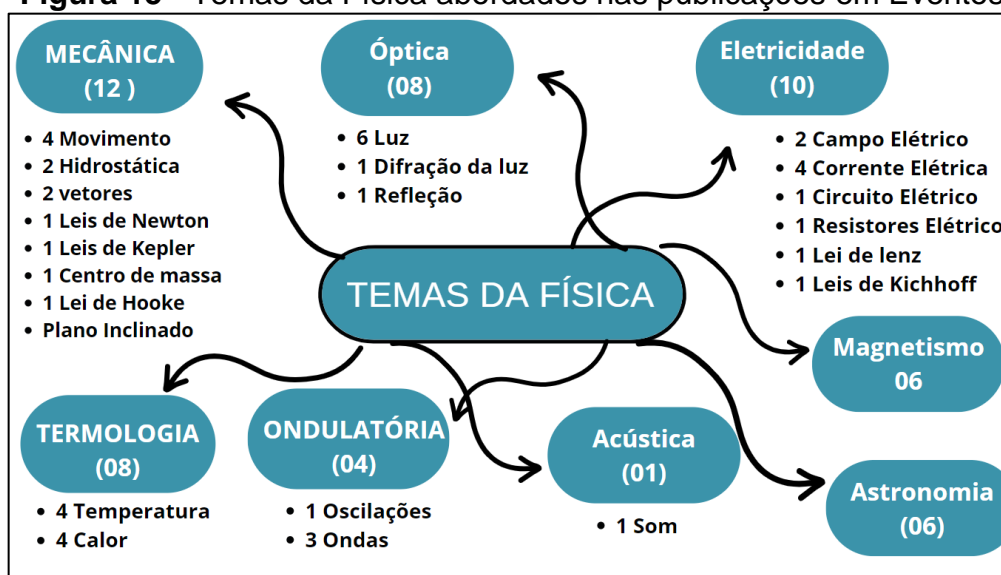 Figura 13 - Temas da Física abordados nas publicações em Eventos
MECÂNICA
(12 )
4 Movimento
2 Hidrostática
2 vetores
1 Leis de Newton
1 Leis de Kepler
1 Centro de massa
1 Lei de Hooke
Plano Inclinado
Óptica
(08)
6 Luz
1 Difração da luz
1 Refleção
Eletricidade
(10)
2 Campo Elétrico
4 Corrente Elétrica
1 Circuito Elétrico
1 Resistores Elétrico
1 Lei de lenz
1 Leis de Kichhoff
TEMAS DA FÍSICA
Magnetismo
06
TERMOLOGIA
(08)
4 Temperatura
4 Calor
ONDULATÓRIA
(04)
1 Oscilações
3 Ondas
Acústica
(01)
1 Som
Astronomia
(06)